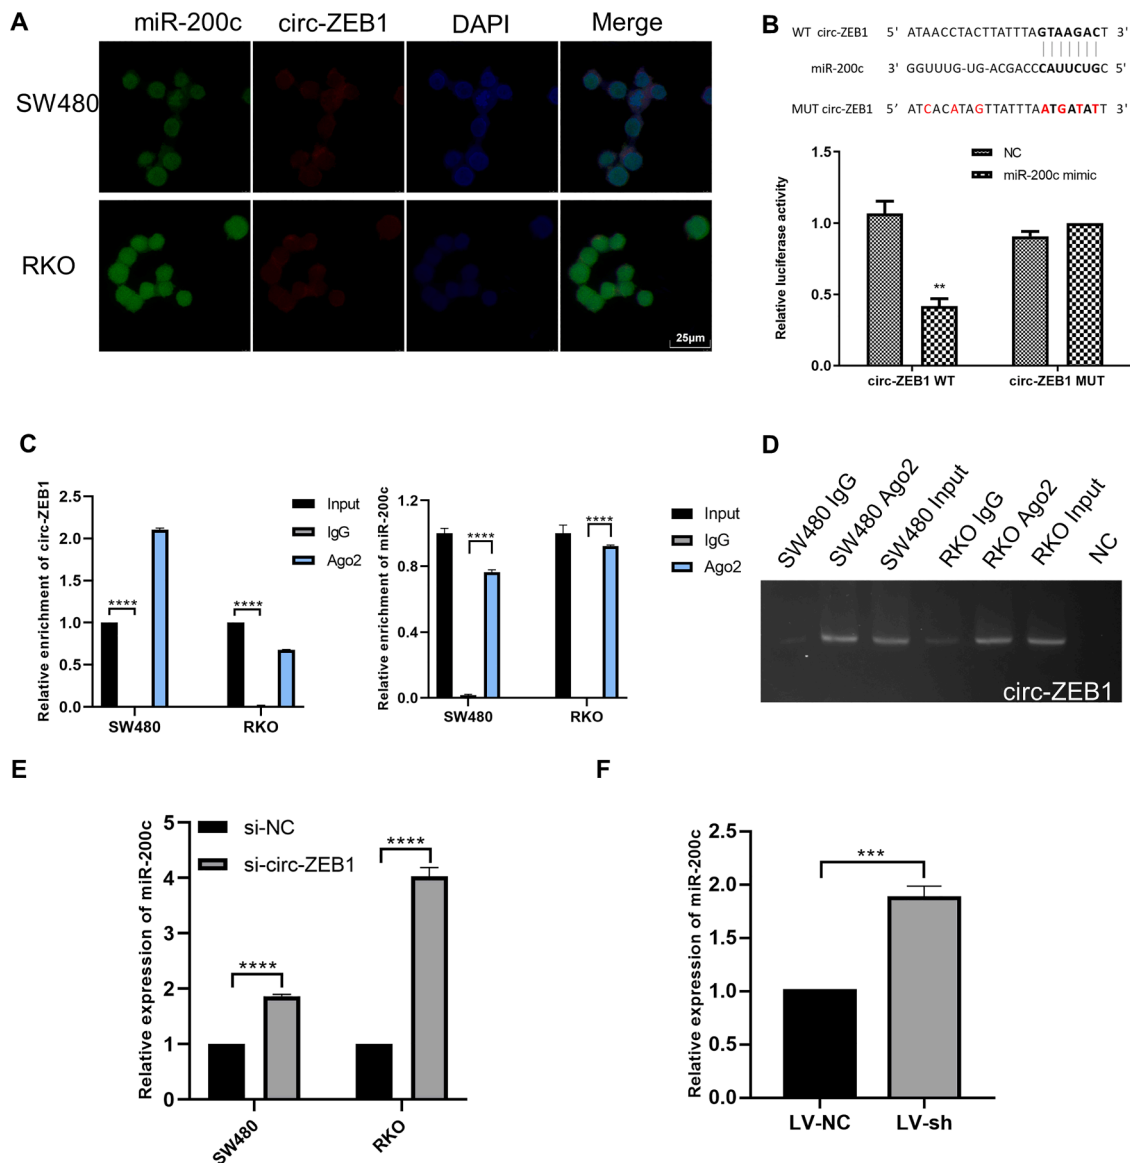 A
miR-200c circ-ZEB1 DAPI Merge
SW480
RKO
25μm
B
WT circ-ZEB1 5' ATAACCTACTTATTTAGTAAGACT 3'
miR-200c 3' GGUUUG-UG-ACGACCCAUUCUGC 5'
MUT circ-ZEB1 5' ATCACATAGTTATTTAATGATATT 3'
NC
miR-200c mimic
Relative luciferase activity
1.5
1.0
0.5
0.0
**
circ-ZEB1 WT circ-ZEB1 MUT
C
Relative enrichment of circ-ZEB1
2.5
2.0
1.5
1.0
0.5
0.0
**** ****
SW480 RKO
Input
IgG
Ago2
Relative enrichment of miR-200c
1.2
0.8
0.4
0.0
**** ****
SW480 RKO
Input
IgG
Ago2
D
SW480 IgG
SW480 Ago2
SW480 Input
RKO IgG
RKO Ago2
RKO Input
NC
circ-ZEB1
E
Relative expression of miR-200c
5
4
3
2
1
0
si-NC
si-circ-ZEB1
**** ****
SW480 RKO
F
Relative expression of miR-200c
2.5
2.0
1.5
1.0
0.5
0.0
***
LV-NC LV-sh